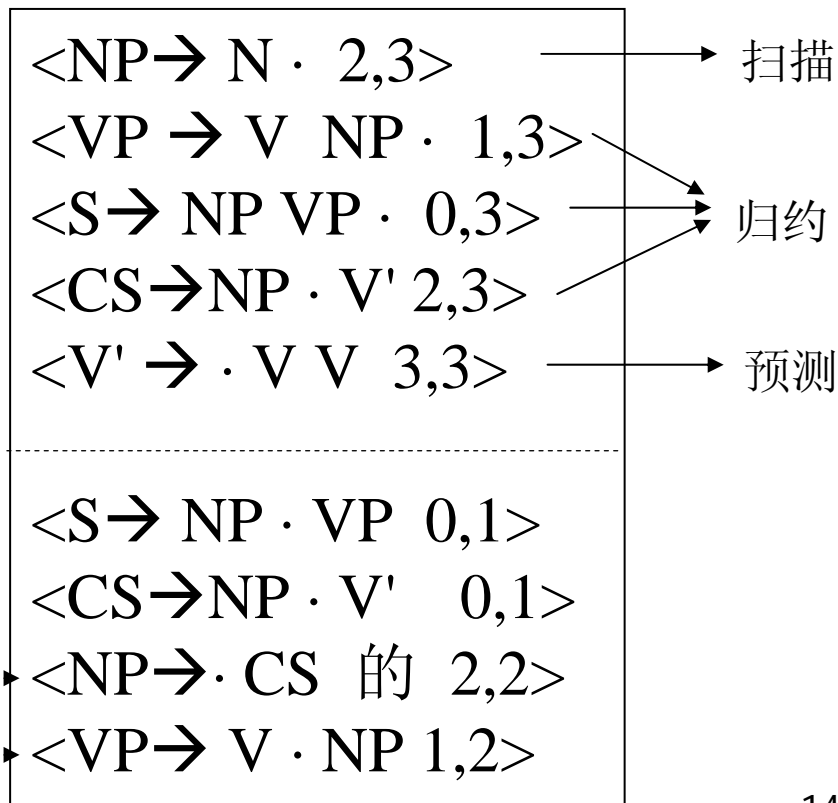 <NP→ N · 2,3> 扫描
<VP → V NP · 1,3>
<S→ NP VP · 0,3> 归约
<CS→NP · V' 2,3>
<V' → · V V 3,3> 预测
<S→ NP · VP 0,1>
<CS→NP · V' 0,1>
<NP→· CS 的 2,2>
<VP→ V · NP 1,2>
14